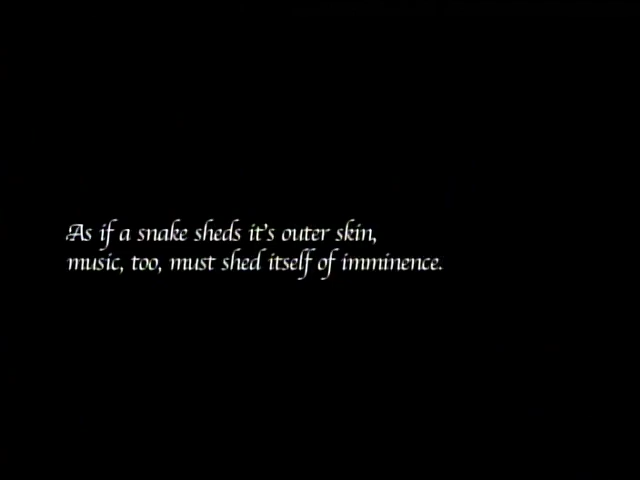 As if a snake sheds it's outer skin,
music, too, must shed itself of imminence.